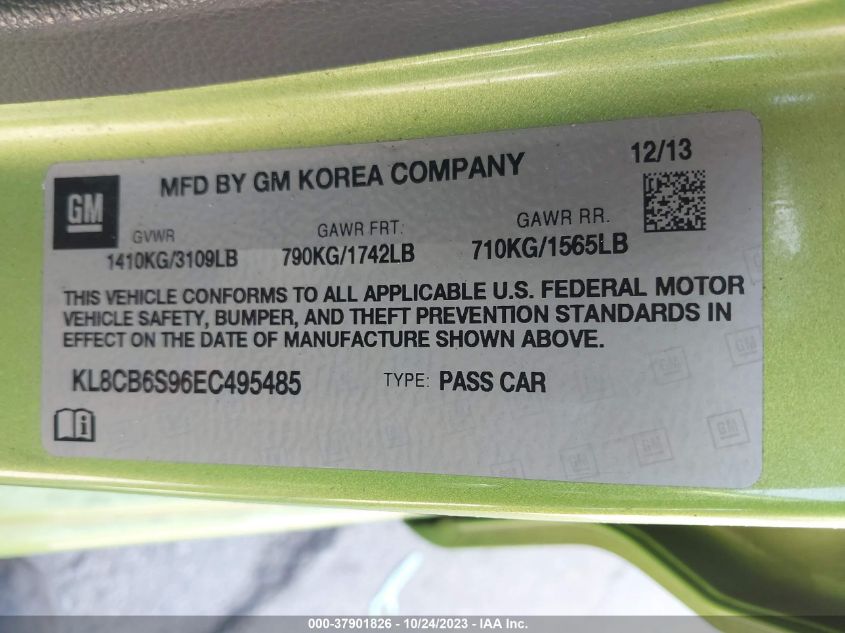 MFD BY GM KOREA COMPANY 12/13
GM
GVWR GAWR FRT. GAWR RR.
1410KG/3109LB 790KG/1742LB 710KG/1565LB
THIS VEHICLE CONFORMS TO ALL APPLICABLE U.S. FEDERAL MOTOR
VEHICLE SAFETY, BUMPER, AND THEFT PREVENTION STANDARDS IN
EFFECT ON THE DATE OF MANUFACTURE SHOWN ABOVE.
KL8CB6S96EC495485 TYPE: PASS CAR
000-37901826 - 10/24/2023 - IAA Inc.